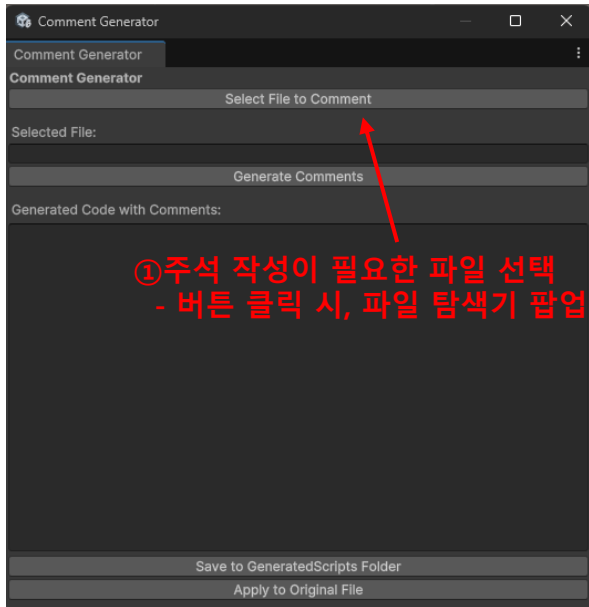 Comment Generator
Comment Generator
Comment Generator
Select File to Comment
Selected File:
Generate Comments
Generated Code with Comments:
①주석 작성이 필요한 파일 선택
- 버튼 클릭 시, 파일 탐색기 팝업
Save to GeneratedScripts Folder
Apply to Original File